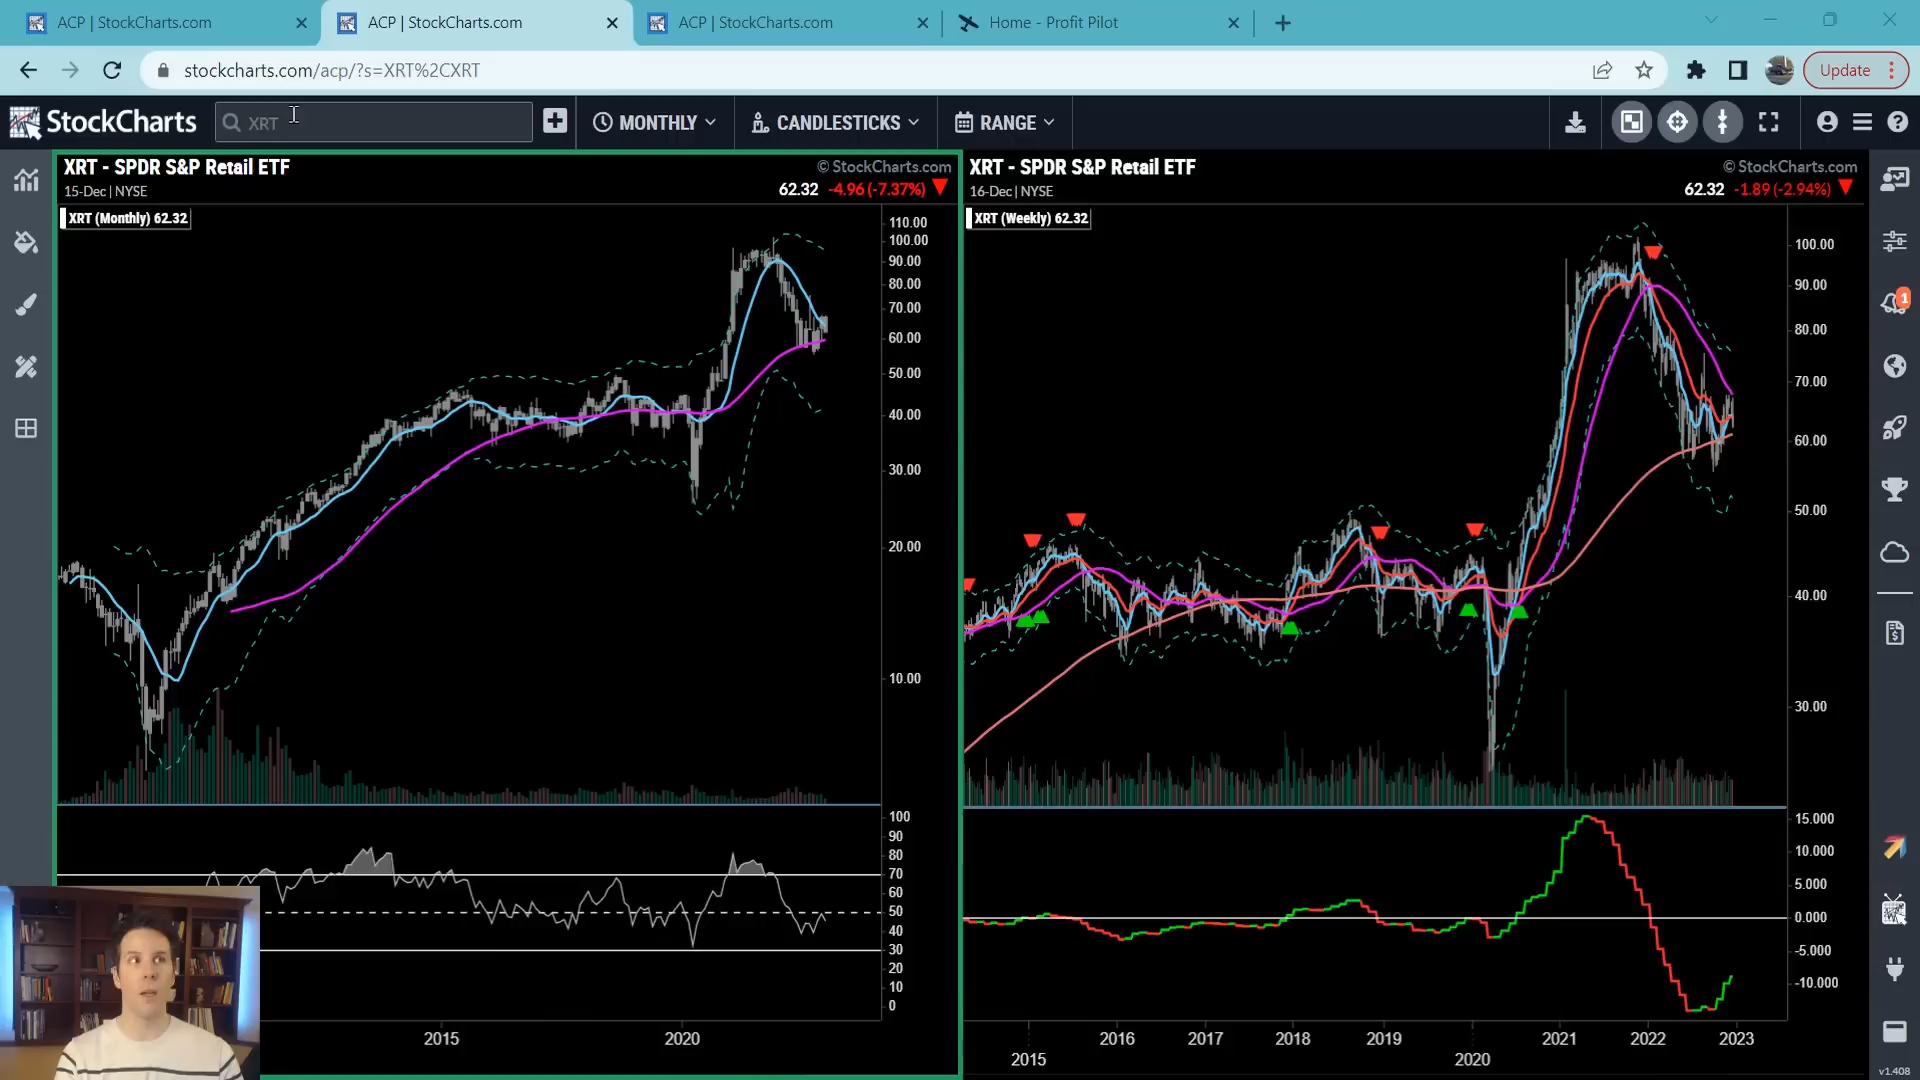 ACP | StockCharts.com
ACP | StockCharts.com
ACP | StockCharts.com
Home - Profit Pilot
stockcharts.com/acp/?s=XRT%2CXRT
Update
StockCharts
XRT
MONTHLY
CANDLESTICKS
RANGE
XRT - SPDR S&P Retail ETF
© StockCharts.com
15-Dec | NYSE
62.32 -4.96 (-7.37%)
XRT (Monthly) 62.32
110.00
100.00
90.00
80.00
70.00
60.00
50.00
40.00
30.00
20.00
10.00
100
90
80
70
60
50
40
30
20
10
0
2015
2020
XRT - SPDR S&P Retail ETF
© StockCharts.com
16-Dec | NYSE
62.32 -1.89 (-2.94%)
XRT (Weekly) 62.32
100.00
90.00
80.00
70.00
60.00
50.00
40.00
30.00
15.000
10.000
5.000
0.000
-5.000
-10.000
2015
2016
2017
2018
2019
2020
2021
2022
2023
1
v1.408